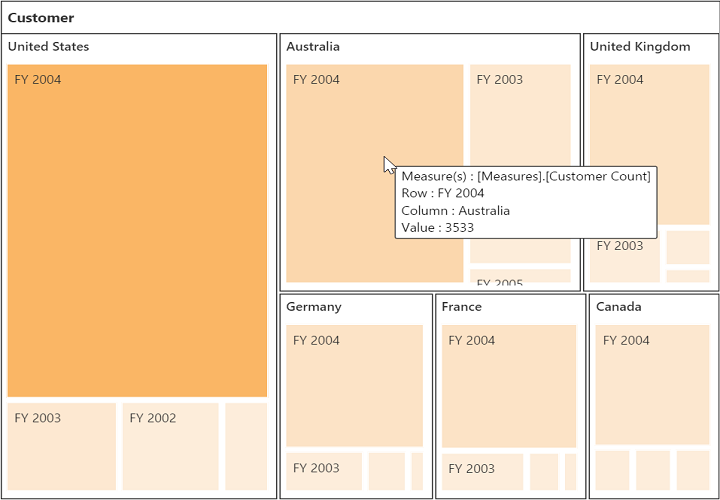 Customer
United States
FY 2004
FY 2003
FY 2002
Australia
FY 2004
FY 2003
FY 2005
Measure(s) : [Measures].[Customer Count]
Row : FY 2004
Column : Australia
Value : 3533
United Kingdom
FY 2004
FY 2003
Germany
FY 2004
FY 2003
France
FY 2004
FY 2003
Canada
FY 2004